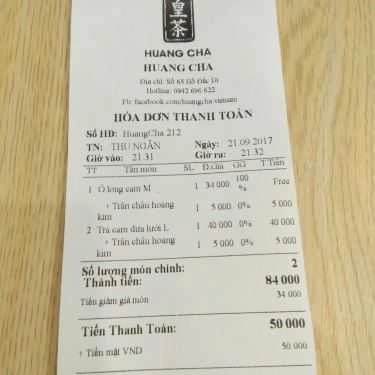 皇
茶
HUANG CHA
HUANG CHA
Địa chỉ: Số 65 Hồ Đắc Di
Hotline: 0942 696 622
Fb: facebook.com/huangcha.vietnam
HÓA ĐƠN THANH TOÁN
Số HĐ: HuangCha 212
TN: THU NGÂN Ngày: 21.09.2017
Giờ vào: 21.31 Giờ ra: 21.32
TT Tên món SL Đ.Giá GG T Tiền
1 Ô long cam M 1 34 000 100 % Free
+ Trân châu hoàng kim 1 5 000 0% 5 000
2 Trà cam dứa lưới L 1 40 000 0% 40 000
+ Trân châu hoàng kim 1 5 000 0% 5 000
Số lượng món chính: 2
Thành tiền: 84 000
Tiền giảm giá món 34 000
Tiền Thanh Toán: 50 000
+ Tiền mặt VND 50 000